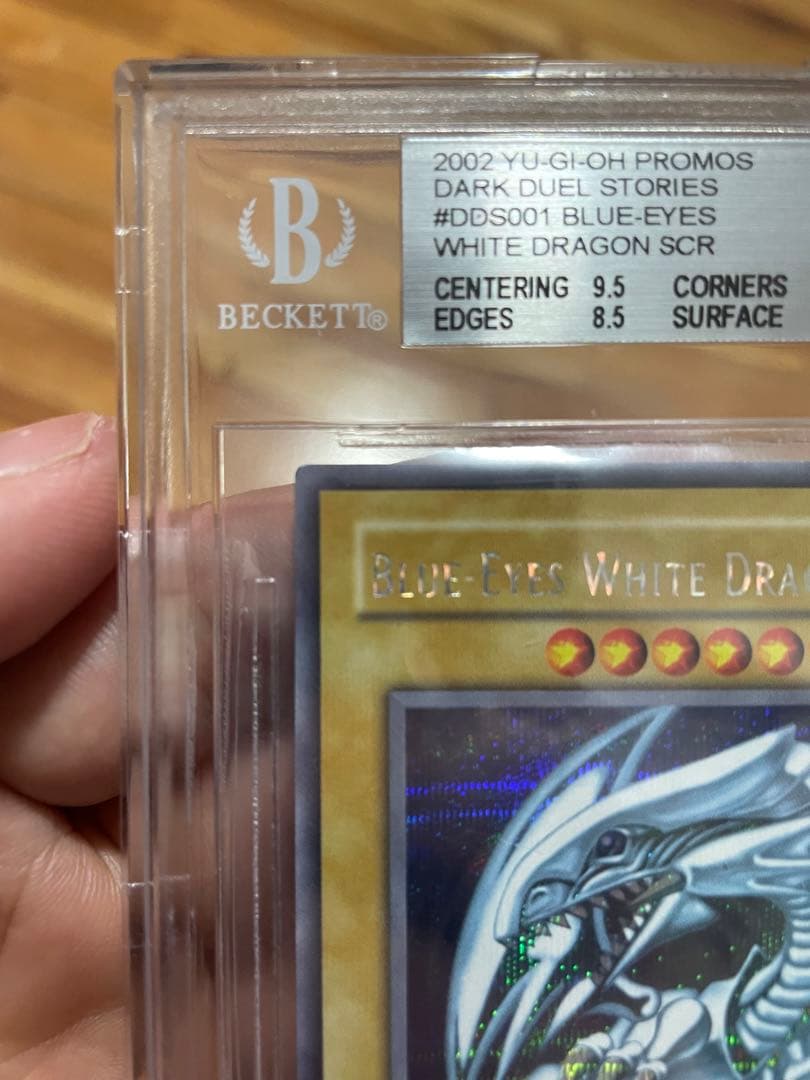 B
BECKETT®
2002 YU-GI-OH PROMOS
DARK DUEL STORIES
#DDS001 BLUE-EYES
WHITE DRAGON SCR
CENTERING 9.5 CORNERS
EDGES 8.5 SURFACE
BLUE-EYES WHITE DRA